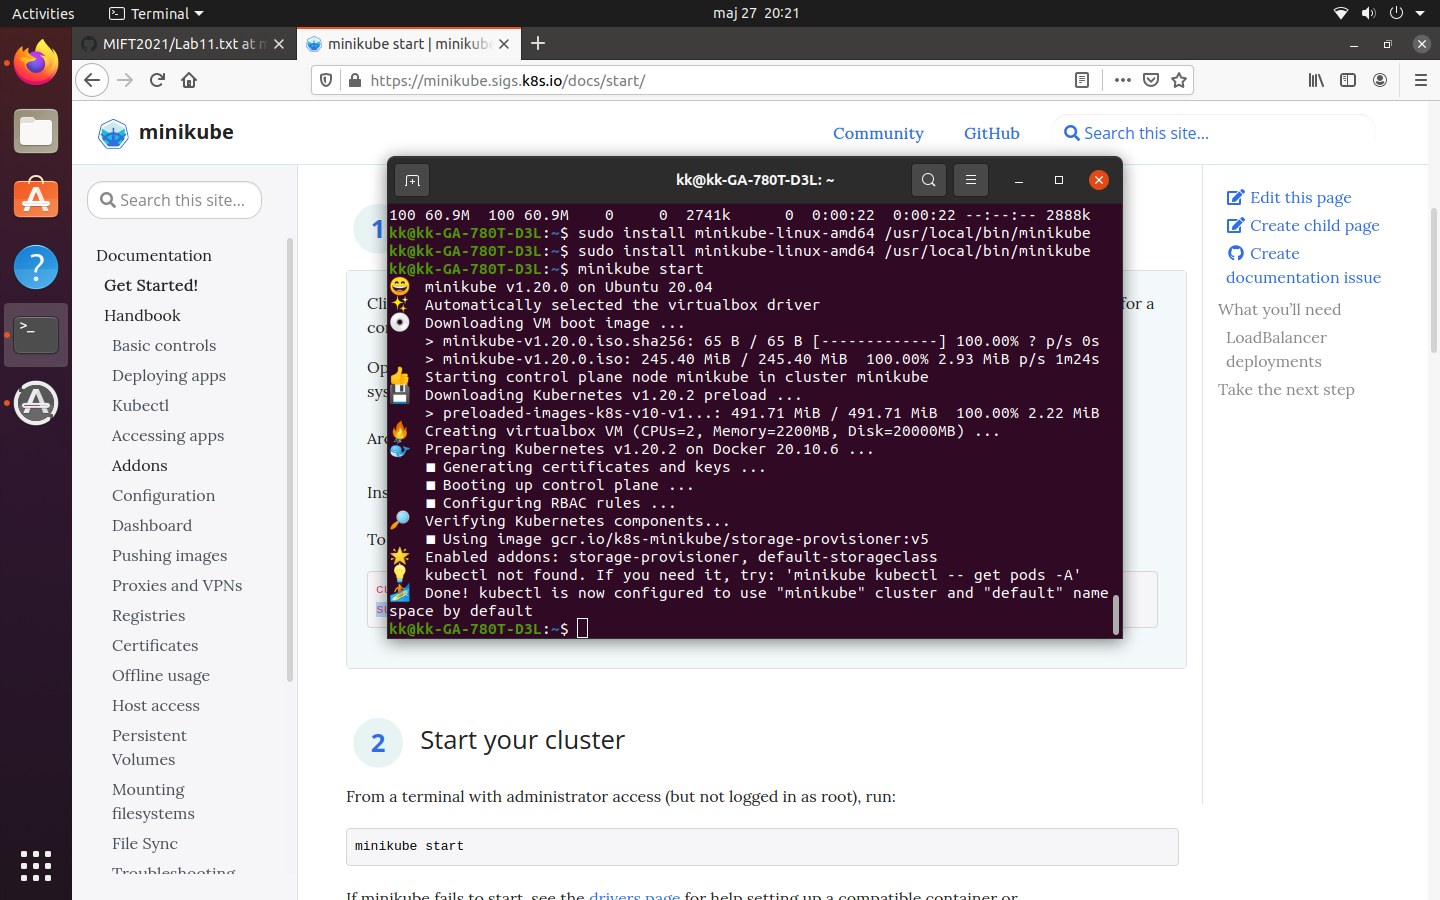 Activities
Terminal
maj 27 20:21
MIFT2021/Lab11.txt at m
minikube start | minikube
https://minikube.sigs.k8s.io/docs/start/
minikube
Community
GitHub
Search this site...
Search this site...
Documentation
Get Started!
Handbook
Basic controls
Deploying apps
Kubectl
Accessing apps
Addons
Configuration
Dashboard
Pushing images
Proxies and VPNs
Registries
Certificates
Offline usage
Host access
Persistent
Volumes
Mounting
filesystems
File Sync
Troubleshooting
1
for a
kk@kk-GA-780T-D3L: ~
100 60.9M  100 60.9M    0     0  2741k      0  0:00:22  0:00:22 --:--:-- 2888k
kk@kk-GA-780T-D3L:~$ sudo install minikube-linux-amd64 /usr/local/bin/minikube
kk@kk-GA-780T-D3L:~$ sudo install minikube-linux-amd64 /usr/local/bin/minikube
kk@kk-GA-780T-D3L:~$ minikube start
😄  minikube v1.20.0 on Ubuntu 20.04
✨  Automatically selected the virtualbox driver
💿  Downloading VM boot image ...
    > minikube-v1.20.0.iso.sha256: 65 B / 65 B [-------------] 100.00% ? p/s 0s
    > minikube-v1.20.0.iso: 245.40 MiB / 245.40 MiB  100.00% 2.93 MiB p/s 1m24s
👍  Starting control plane node minikube in cluster minikube
💾  Downloading Kubernetes v1.20.2 preload ...
    > preloaded-images-k8s-v10-v1...: 491.71 MiB / 491.71 MiB  100.00% 2.22 MiB
🔥  Creating virtualbox VM (CPUs=2, Memory=2200MB, Disk=20000MB) ...
🐳  Preparing Kubernetes v1.20.2 on Docker 20.10.6 ...
    ▪ Generating certificates and keys ...
    ▪ Booting up control plane ...
    ▪ Configuring RBAC rules ...
🔎  Verifying Kubernetes components...
    ▪ Using image gcr.io/k8s-minikube/storage-provisioner:v5
🌟  Enabled addons: storage-provisioner, default-storageclass
💡  kubectl not found. If you need it, try: 'minikube kubectl -- get pods -A'
🏄  Done! kubectl is now configured to use "minikube" cluster and "default" name
space by default
kk@kk-GA-780T-D3L:~$
2
Start your cluster
From a terminal with administrator access (but not logged in as root), run:
minikube start
If minikube fails to start, see the drivers page for help setting up a compatible container or
Edit this page
Create child page
Create
documentation issue
What you'll need
LoadBalancer
deployments
Take the next step